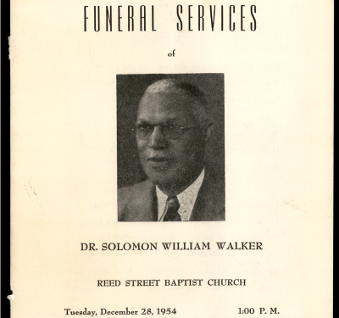 FUNERAL SERVICES
of
DR. SOLOMON WILLIAM WALKER
REED STREET BAPTIST CHURCH
Tuesday, December 28, 1954 1:00 P. M.